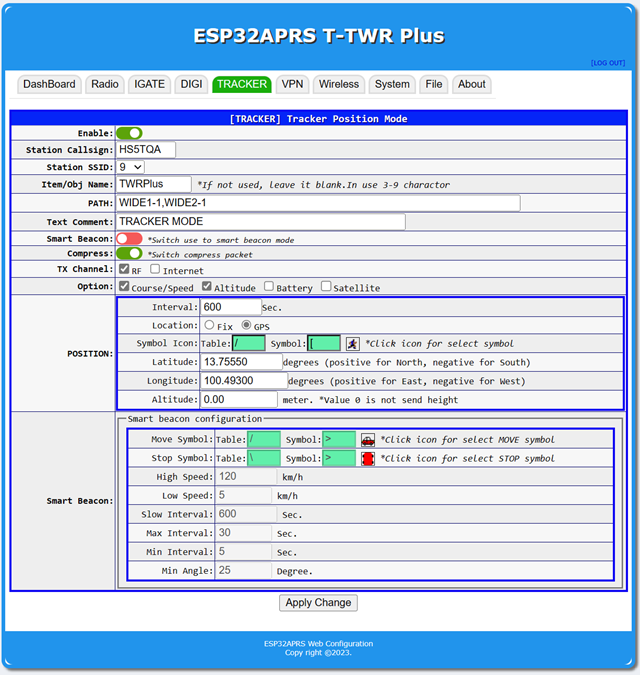 ESP32APRS T-TWR Plus
[LOG OUT]
DashBoard Radio IGATE DIGI TRACKER VPN Wireless System File About
[TRACKER] Tracker Position Mode
Enable:
Station Callsign: HS5TQA
Station SSID: 9
Item/Obj Name: TWRPlus *If not used, leave it blank.In use 3-9 charactor
PATH: WIDE1-1,WIDE2-1
Text Comment: TRACKER MODE
Smart Beacon: *Switch use to smart beacon mode
Compress: *Switch compress packet
TX Channel: RF Internet
Option: Course/Speed Altitude Battery Satellite
POSITION:
Interval: 600 Sec.
Location: Fix GPS
Symbol Icon: Table: / Symbol: [ *Click icon for select symbol
Latitude: 13.75550 degrees (positive for North, negative for South)
Longitude: 100.49300 degrees (positive for East, negative for West)
Altitude: 0.00 meter. *Value 0 is not send height
Smart Beacon:
Smart beacon configuration
Move Symbol: Table: / Symbol: > *Click icon for select MOVE symbol
Stop Symbol: Table: \ Symbol: > *Click icon for select STOP symbol
High Speed: 120 km/h
Low Speed: 5 km/h
Slow Interval: 600 Sec.
Max Interval: 30 Sec.
Min Interval: 5 Sec.
Min Angle: 25 Degree.
Apply Change
ESP32APRS Web Configuration
Copy right ©2023.